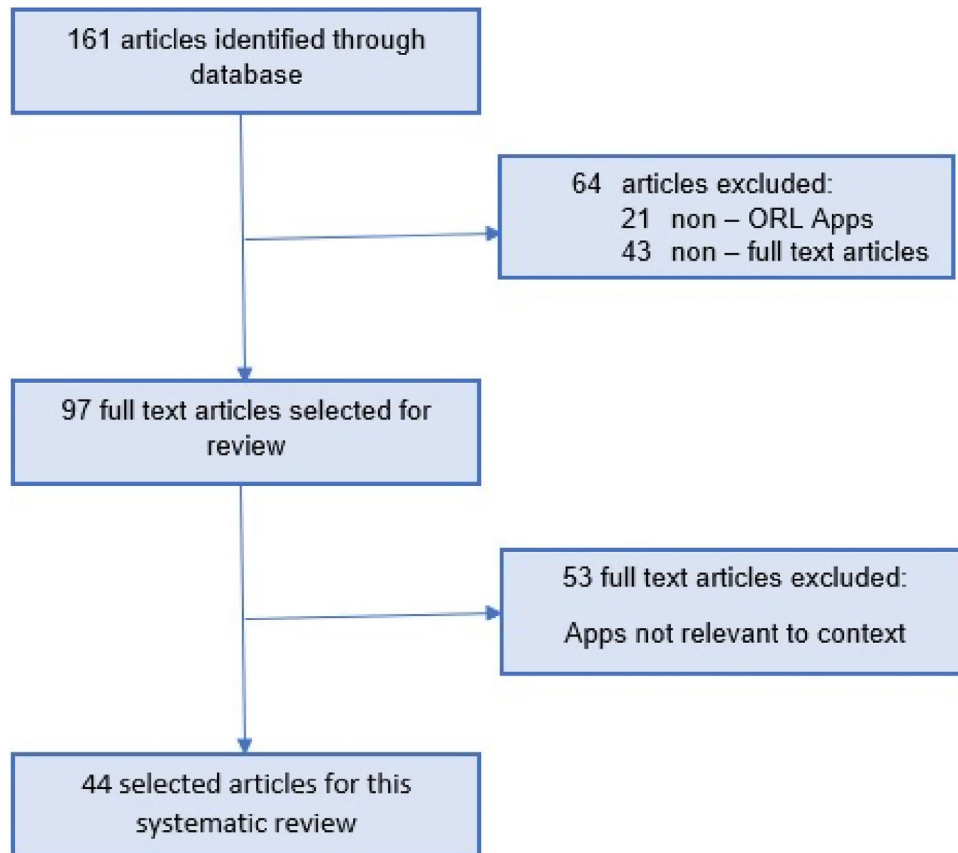 161 articles identified through
database
64 articles excluded:
21 non – ORL Apps
43 non – full text articles
97 full text articles selected for
review
53 full text articles excluded:
Apps not relevant to context
44 selected articles for this
systematic review